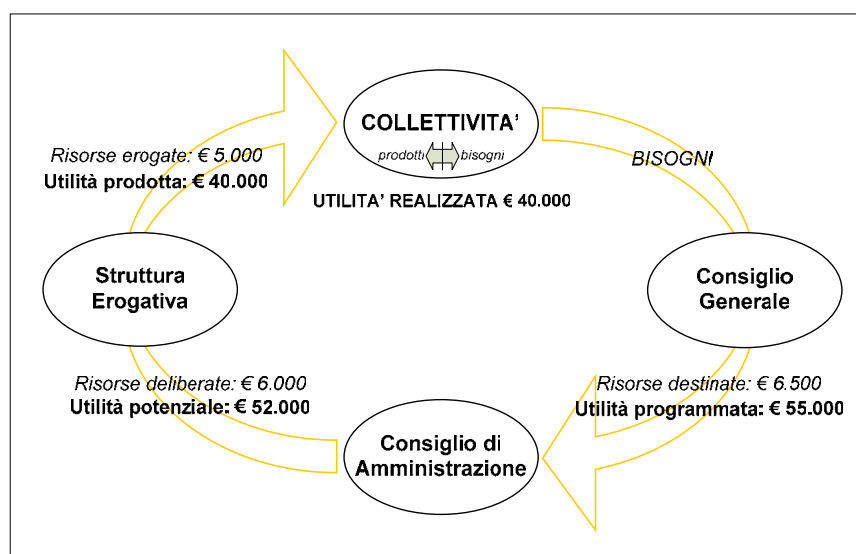 COLLETTIVITA'
prodotti bisogni
UTILITA' REALIZZATA € 40.000
BISOGNI
Risorse erogate: € 5.000
Utilità prodotta: € 40.000
Struttura
Erogativa
Consiglio
Generale
Risorse deliberate: € 6.000
Utilità potenziale: € 52.000
Risorse destinate: € 6.500
Utilità programmata: € 55.000
Consiglio di
Amministrazione